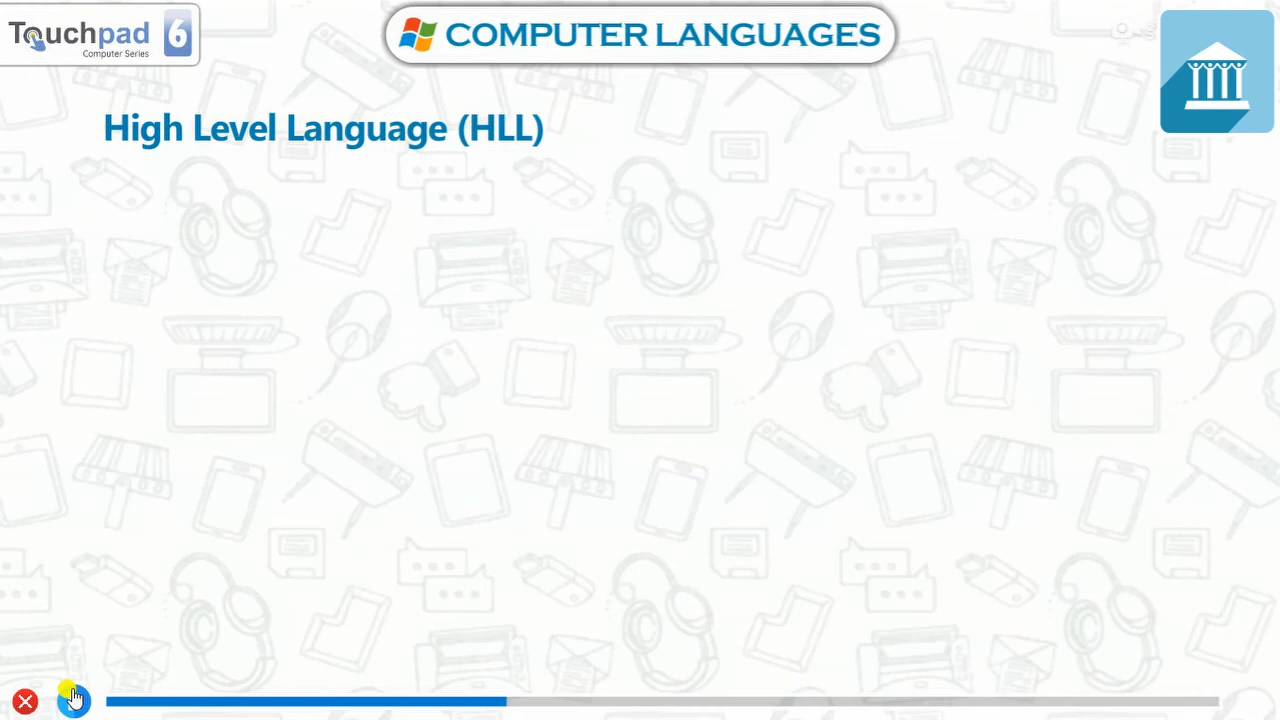 Touchpad 6
Computer Series
COMPUTER LANGUAGES
High Level Language (HLL)